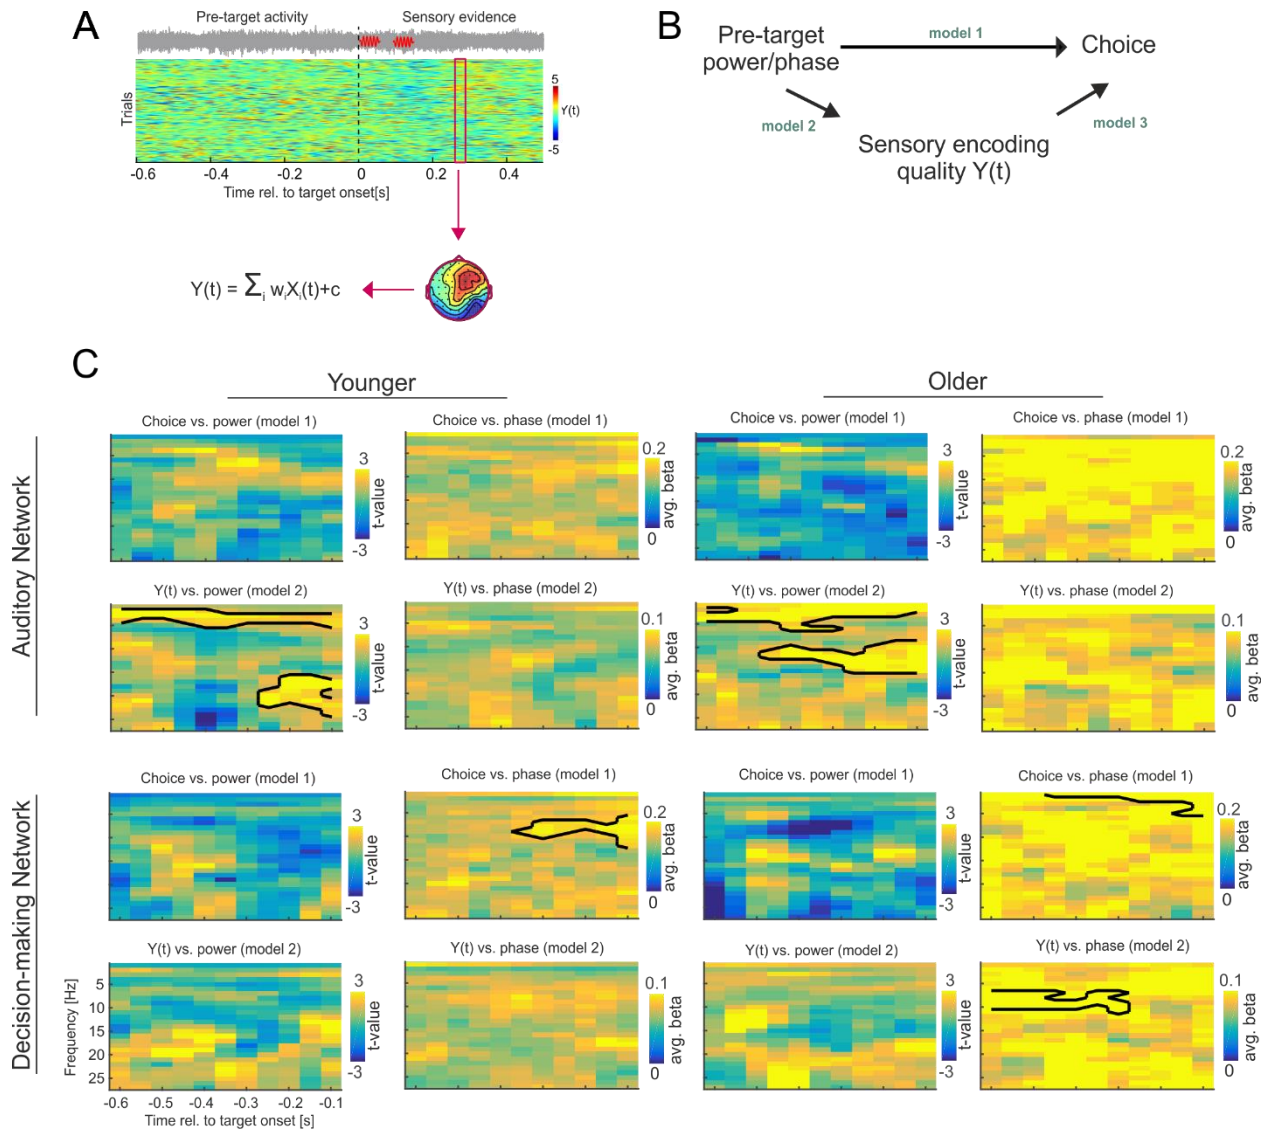 A
Pre-target activity
Sensory evidence
Trials
5
Y(t)
-5
-0.6 -0.4 -0.2 0 0.2 0.4
Time rel. to target onset[s]
Y(t) = Σi wiXi(t)+c
B
Pre-target
power/phase
model 1
Choice
model 2
model 3
Sensory encoding
quality Y(t)
C
Younger
Older
Auditory Network
Choice vs. power (model 1)
3
t-value
-3
Choice vs. phase (model 1)
0.2
avg. beta
0
Choice vs. power (model 1)
3
t-value
-3
Choice vs. phase (model 1)
0.2
avg. beta
0
Y(t) vs. power (model 2)
3
t-value
-3
Y(t) vs. phase (model 2)
0.1
avg. beta
0
Y(t) vs. power (model 2)
3
t-value
-3
Y(t) vs. phase (model 2)
0.1
avg. beta
0
Decision-making Network
Choice vs. power (model 1)
3
t-value
-3
Choice vs. phase (model 1)
0.2
avg. beta
0
Choice vs. power (model 1)
3
t-value
-3
Choice vs. phase (model 1)
0.2
avg. beta
0
Y(t) vs. power (model 2)
Frequency [Hz]
5
10
15
20
25
-0.6 -0.5 -0.4 -0.3 -0.2 -0.1
Time rel. to target onset [s]
3
t-value
-3
Y(t) vs. phase (model 2)
0.1
avg. beta
0
Y(t) vs. power (model 2)
3
t-value
-3
Y(t) vs. phase (model 2)
0.1
avg. beta
0